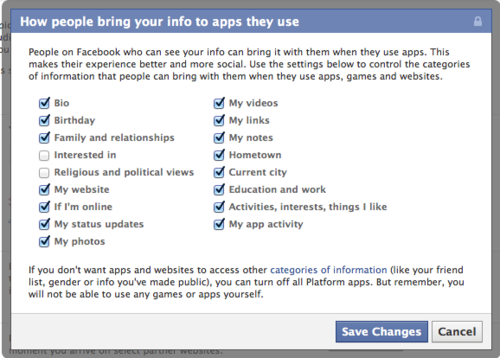 How people bring your info to apps they use
People on Facebook who can see your info can bring it with them when they use apps. This
makes their experience better and more social. Use the settings below to control the categories
of information that people can bring with them when they use apps, games and websites.
Bio
Birthday
Family and relationships
Interested in
Religious and political views
My website
If I'm online
My status updates
My photos
My videos
My links
My notes
Hometown
Current city
Education and work
Activities, interests, things I like
My app activity
If you don't want apps and websites to access other categories of information (like your friend
list, gender or info you've made public), you can turn off all Platform apps. But remember, you
will not be able to use any games or apps yourself.
Save Changes
Cancel
moment you arrive on select partner websites.